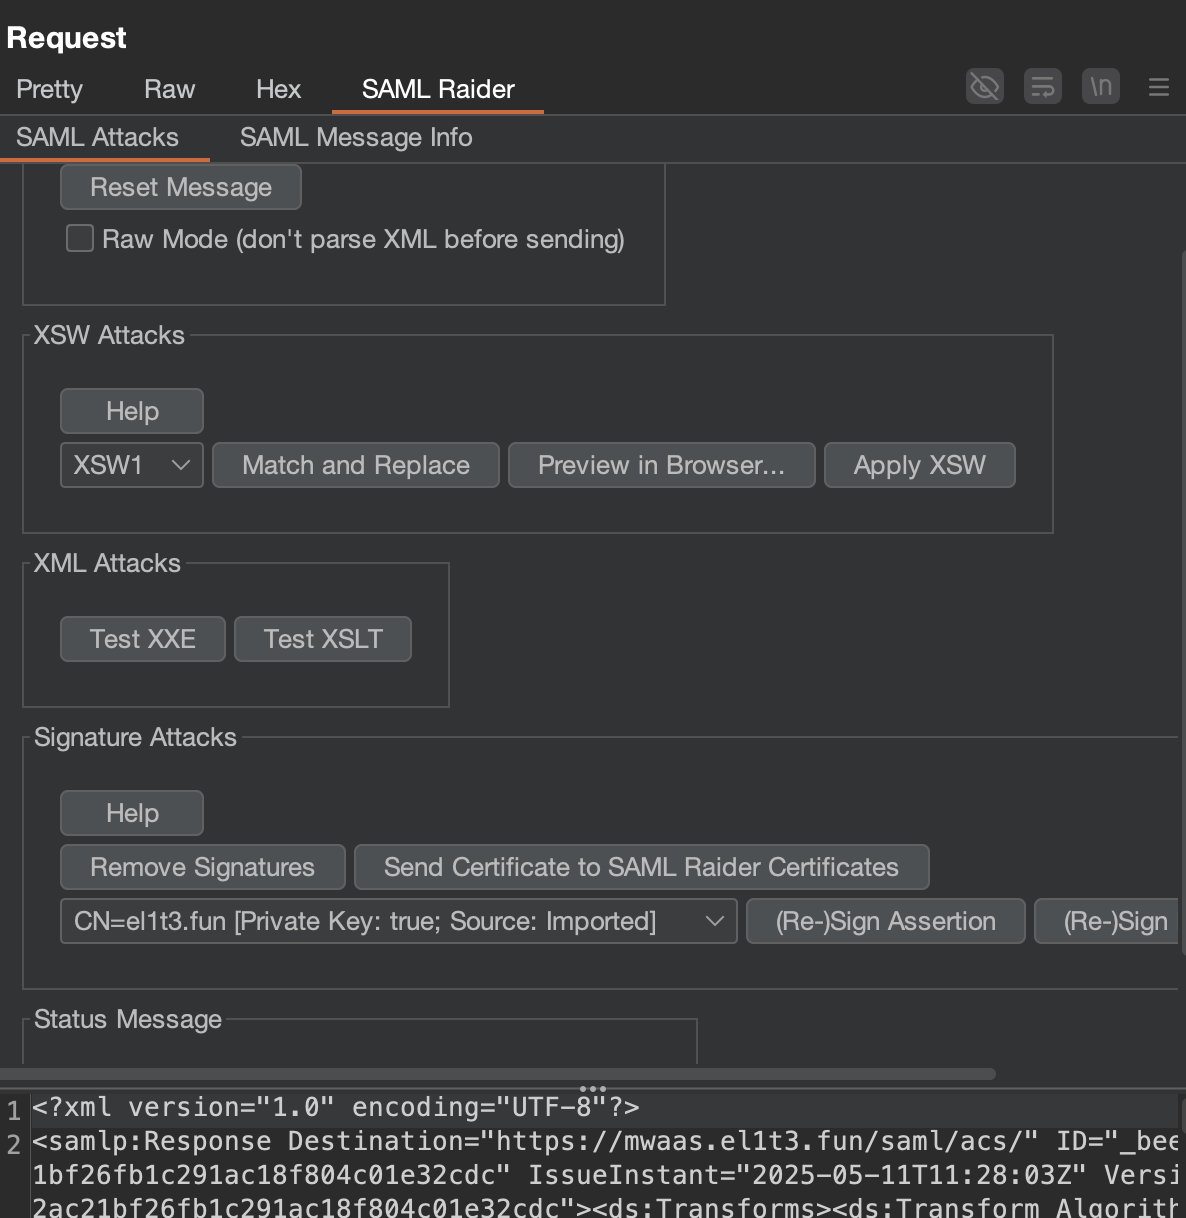 Request
Pretty Raw Hex SAML Raider \n
SAML Attacks SAML Message Info
Reset Message
Raw Mode (don't parse XML before sending)
XSW Attacks
Help
XSW1 Match and Replace Preview in Browser... Apply XSW
XML Attacks
Test XXE Test XSLT
Signature Attacks
Help
Remove Signatures Send Certificate to SAML Raider Certificates
CN=el1t3.fun [Private Key: true; Source: Imported] (Re-)Sign Assertion (Re-)Sign
Status Message
1 <?xml version="1.0" encoding="UTF-8"?>
2 <samlp:Response Destination="https://mwaas.el1t3.fun/saml/acs/" ID="_bee
1bf26fb1c291ac18f804c01e32cdc" IssueInstant="2025-05-11T11:28:03Z" Versi
2ac21bf26fb1c291ac18f804c01e32cdc"><ds:Transforms><ds:Transform Algorith